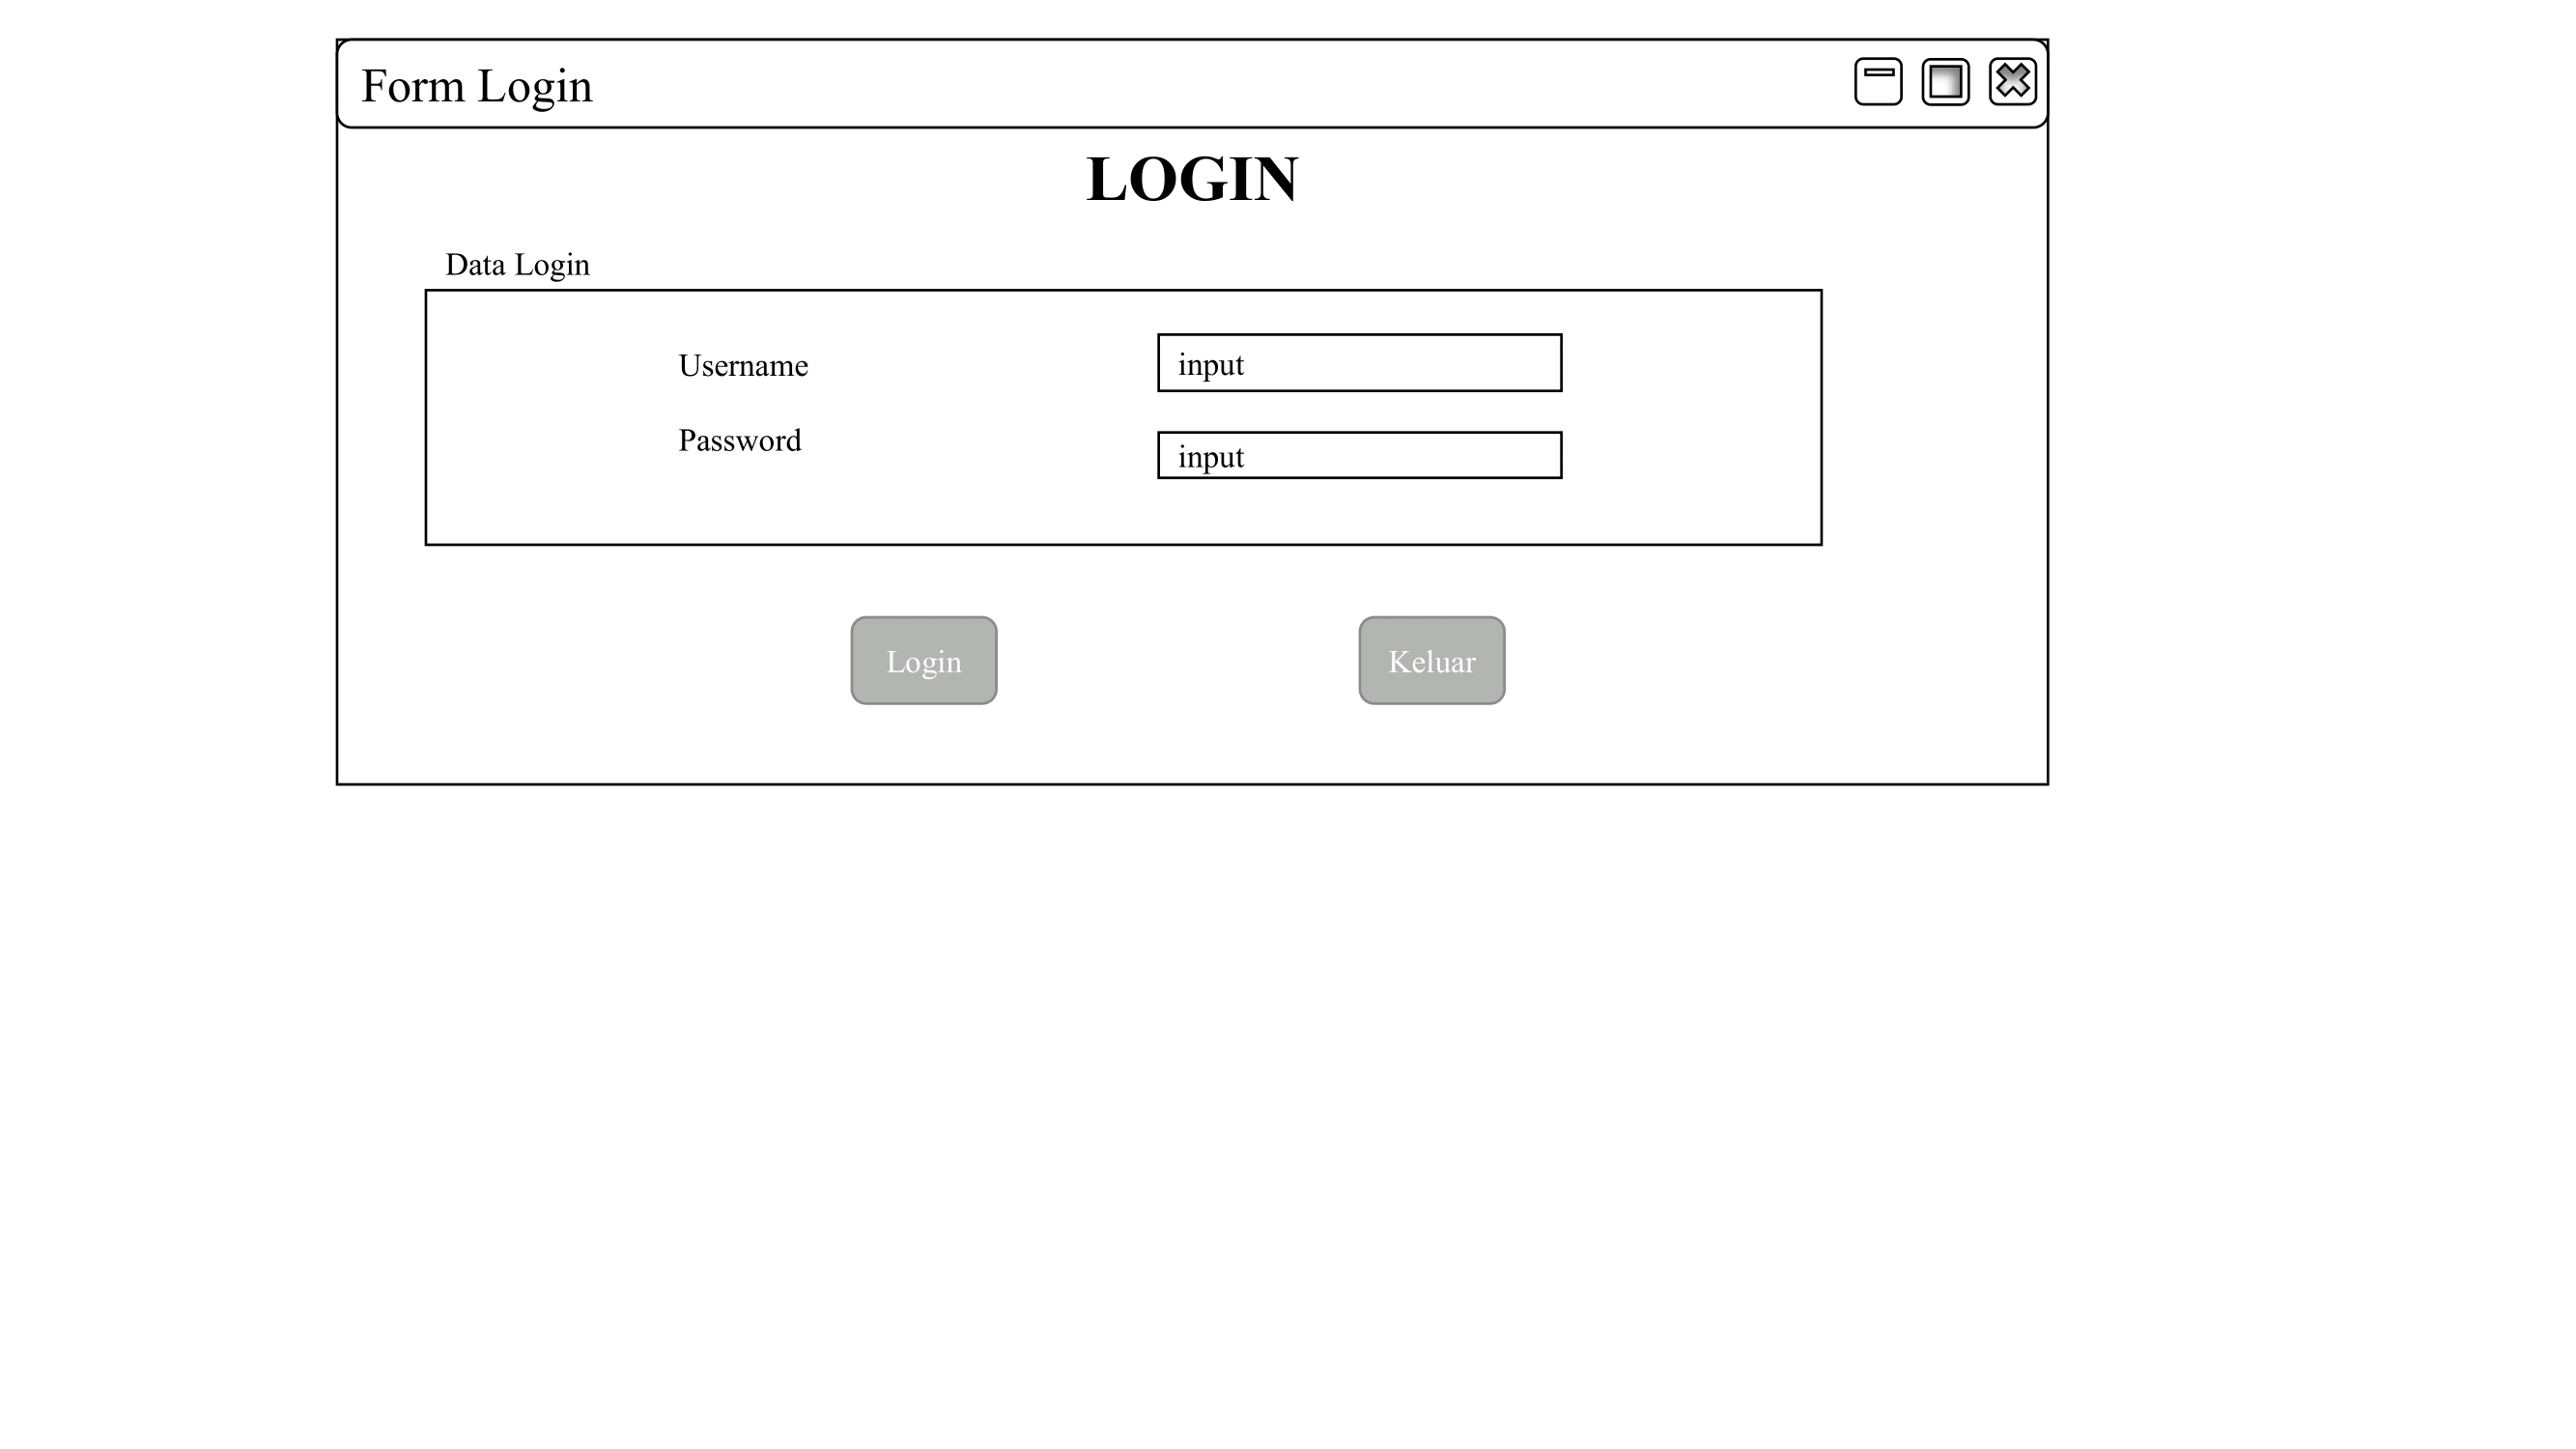 Form Login
LOGIN
Data Login
Username
input
Password
input
Login
Keluar